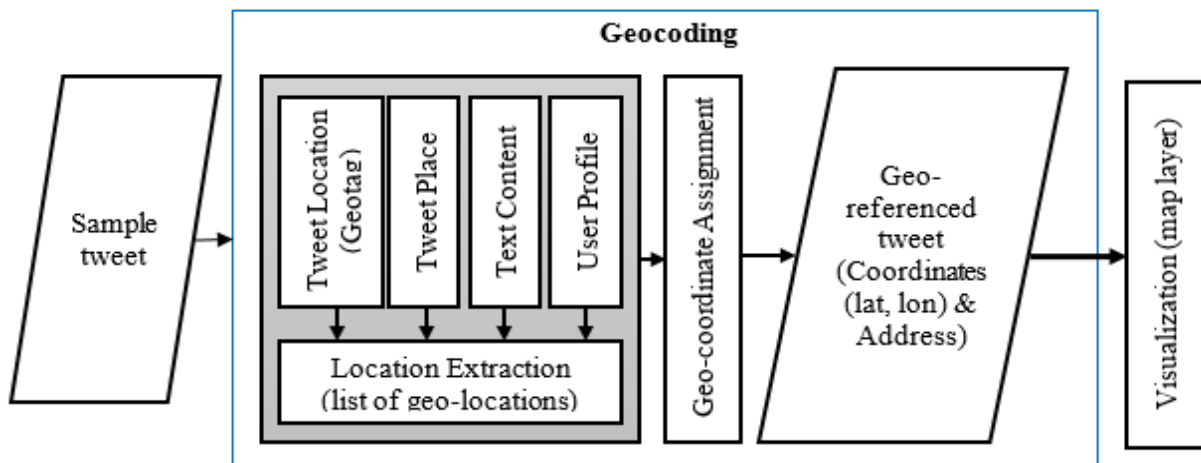 Geocoding
Sample
tweet
Tweet Location
(Geotag)
Tweet Place
Text Content
User Profile
Location Extraction
(list of geo-locations)
Geo-coordinate Assignment
Geo-
referenced
tweet
(Coordinates
(lat, lon) &
Address)
Visualization (map layer)